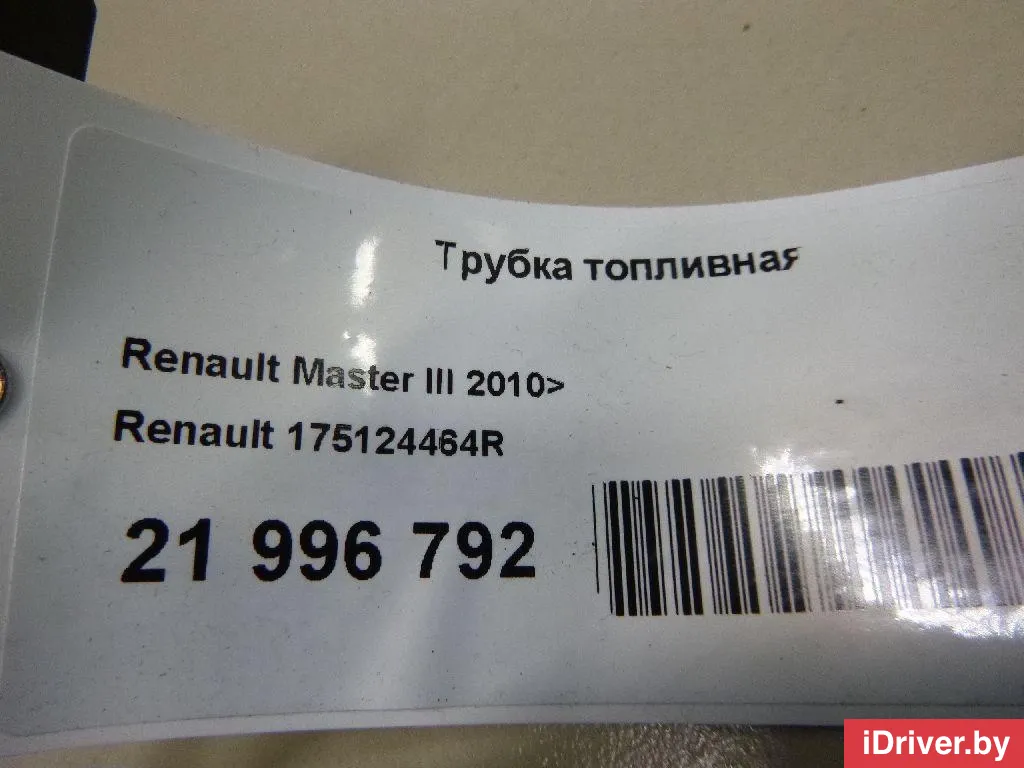 Трубка топливная
Renault Master III 2010>
Renault 175124464R
21 996 792
iDriver.by